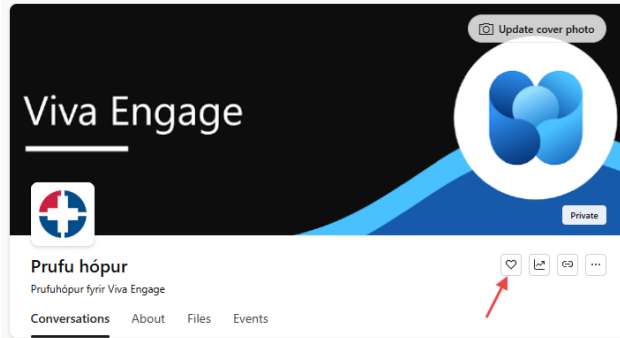 Update cover photo
Viva Engage
Private
Prufu hópur
Prufuhópur fyrir Viva Engage
Conversations About Files Events